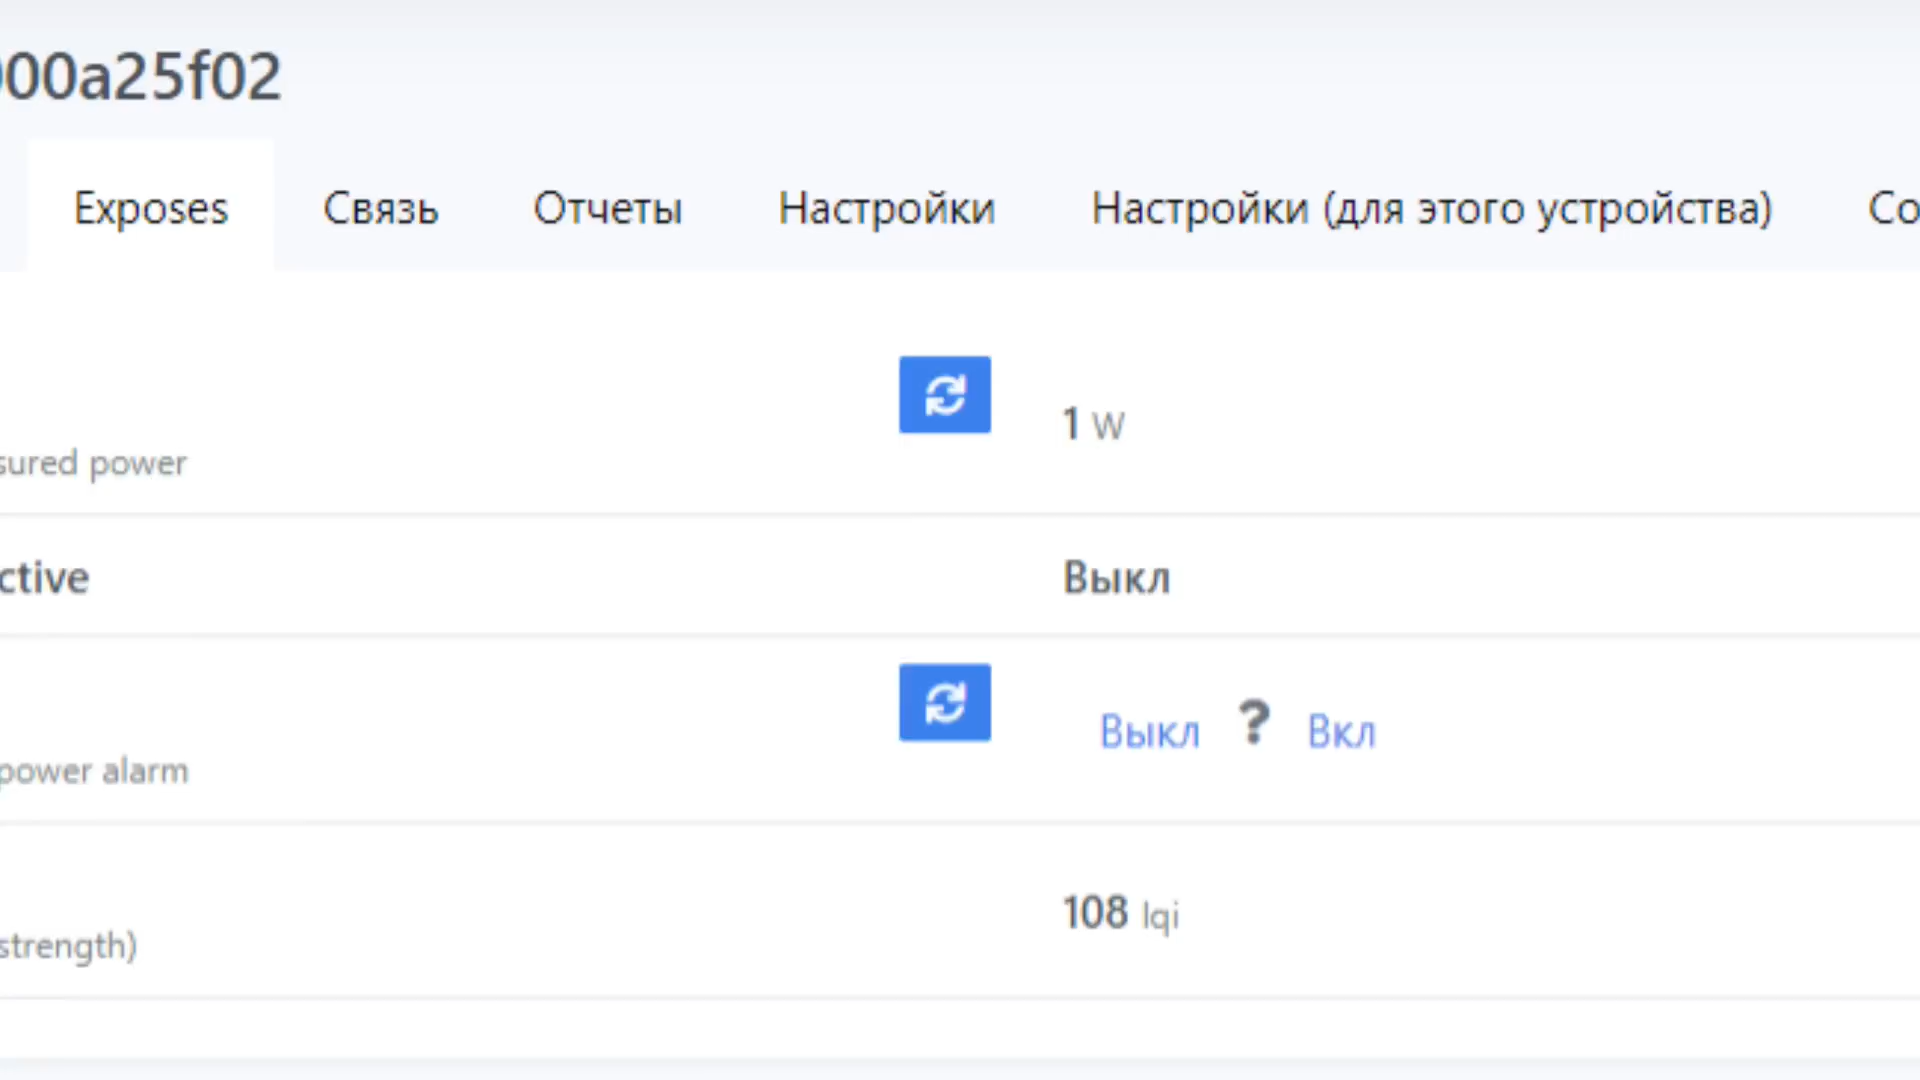 00a25f02
Exposes Связь Отчеты Настройки Настройки (для этого устройства) Со
1 W
sured power
ctive Выкл
Выкл ? Вкл
power alarm
108 lqi
strength)